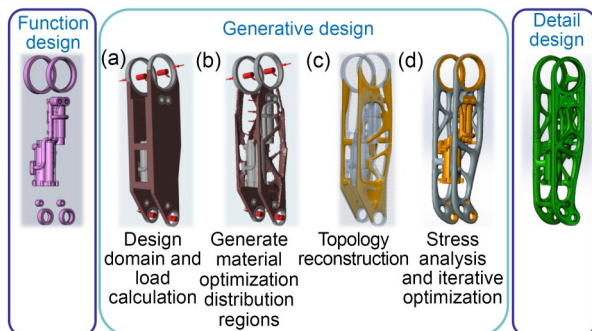 Function
design
Generative design
Detail
design
(a)
(b)
(c)
(d)
Design
domain and
load
calculation
Generate
material
optimization
distribution
regions
Topology
reconstruction
Stress
analysis
and iterative
optimization